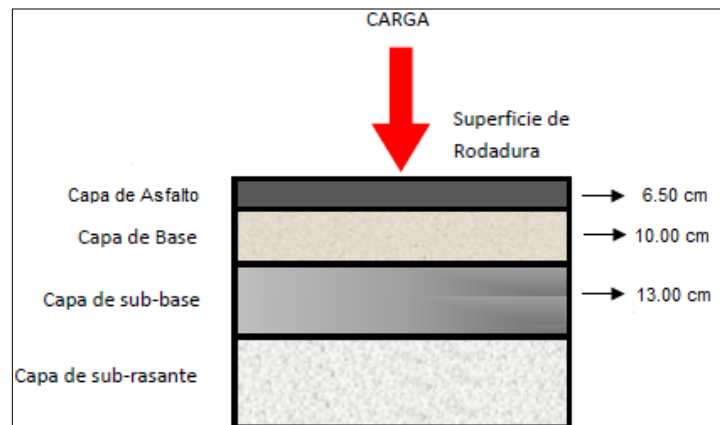 CARGA
Superficie de
Rodadura
Capa de Asfalto
6.50 cm
Capa de Base
10.00 cm
Capa de sub-base
13.00 cm
Capa de sub-rasante